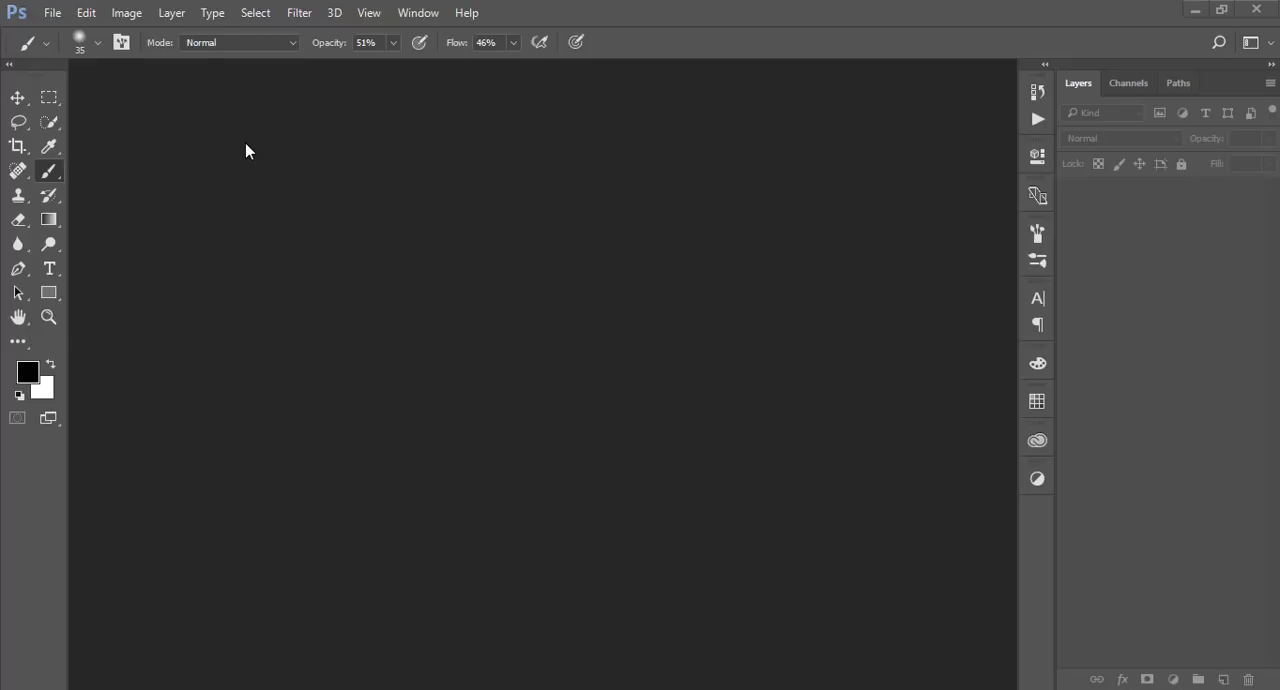 Ps File Edit Image Layer Type Select Filter 3D View Window Help
35 Mode: Normal Opacity: 51% Flow: 46%
Layers Channels Paths
Kind
Normal Opacity:
Lock: Fill: